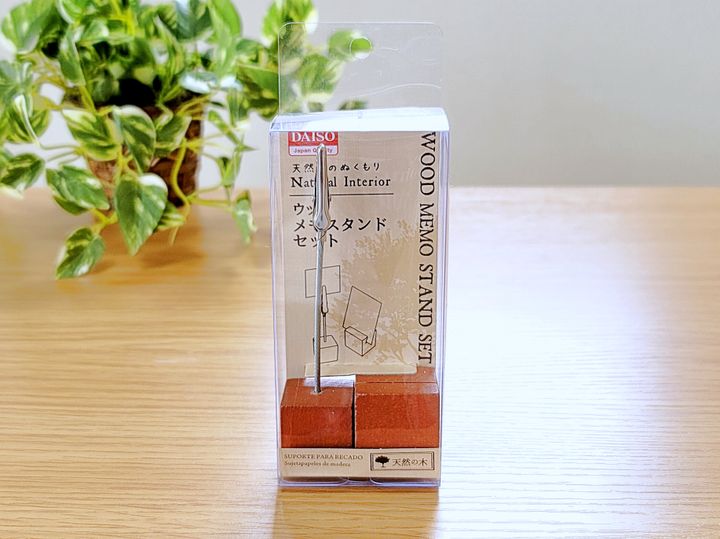 DAISO
Japan Quality
天然 のぬくもり
Natural Interior
ウッ
メモスタンド
セット
WOOD MEMO STAND SET
SUPORTE PARA RECADO
Sujetapapeles de madera
天然の木